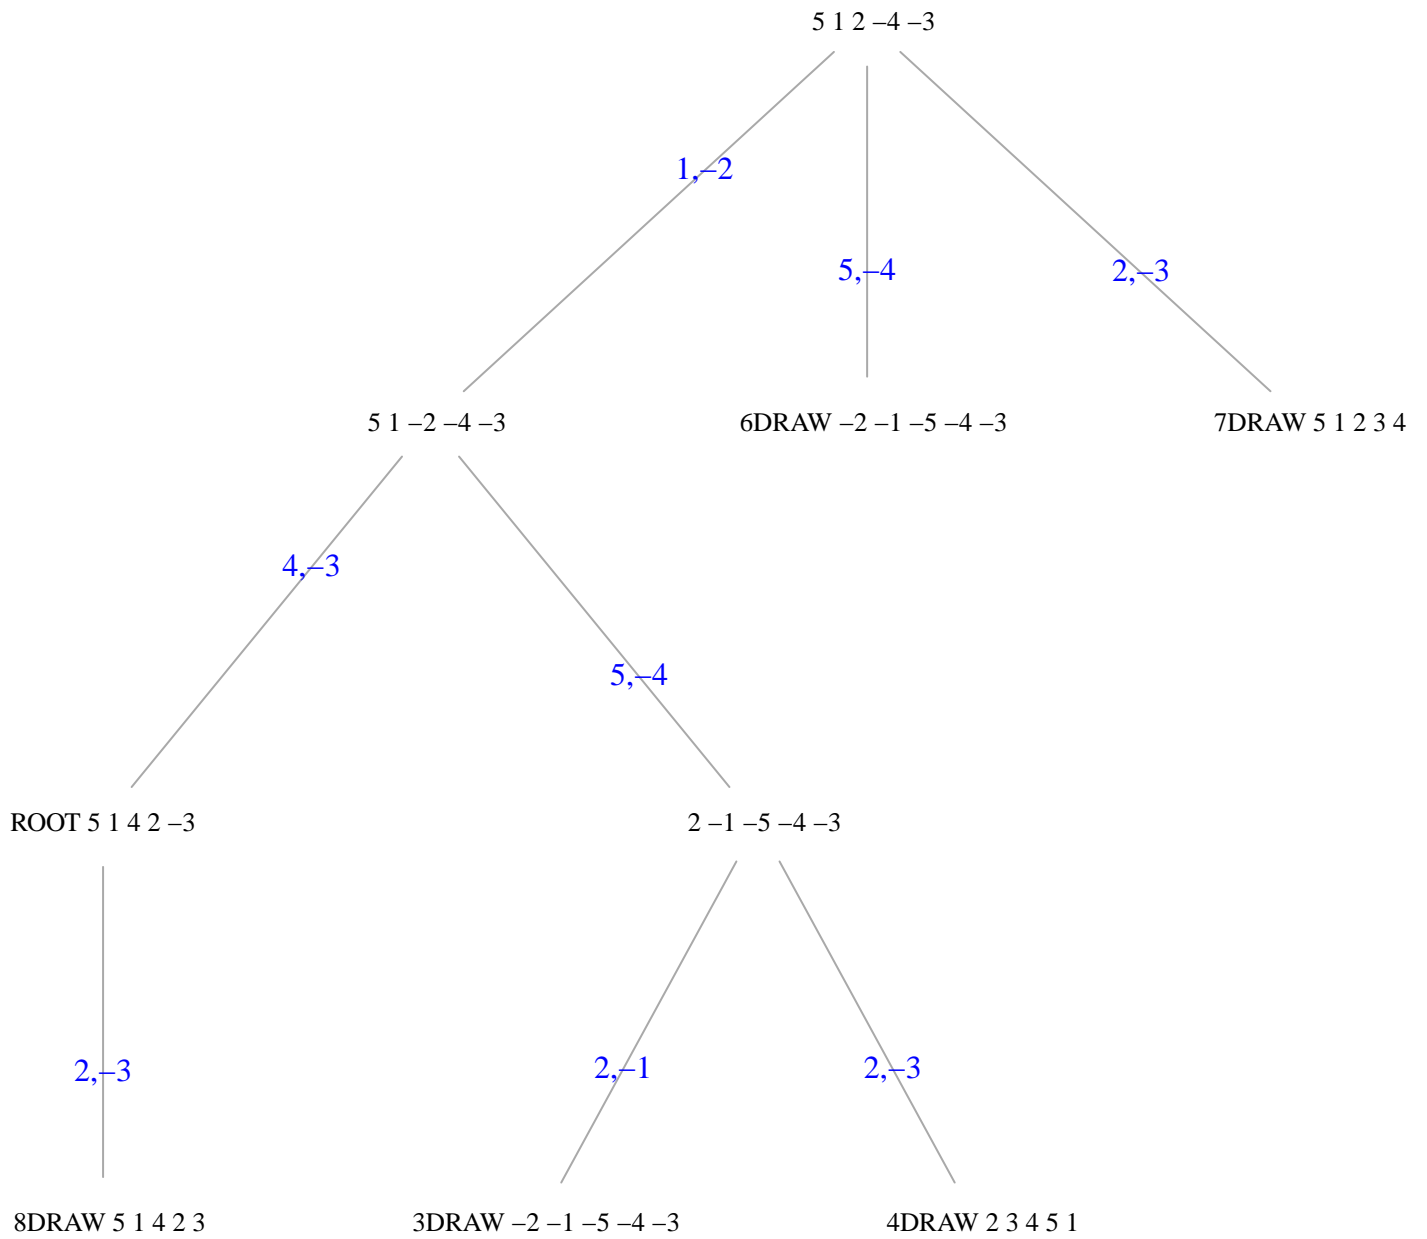 5 1 2 –4 –3
1,–2
5,–4
2,–3
5 1 –2 –4 –3
6DRAW –2 –1 –5 –4 –3
7DRAW 5 1 2 3 4
4,–3
5,–4
ROOT 5 1 4 2 –3
2 –1 –5 –4 –3
2,–3
2,–1
2,–3
8DRAW 5 1 4 2 3
3DRAW –2 –1 –5 –4 –3
4DRAW 2 3 4 5 1